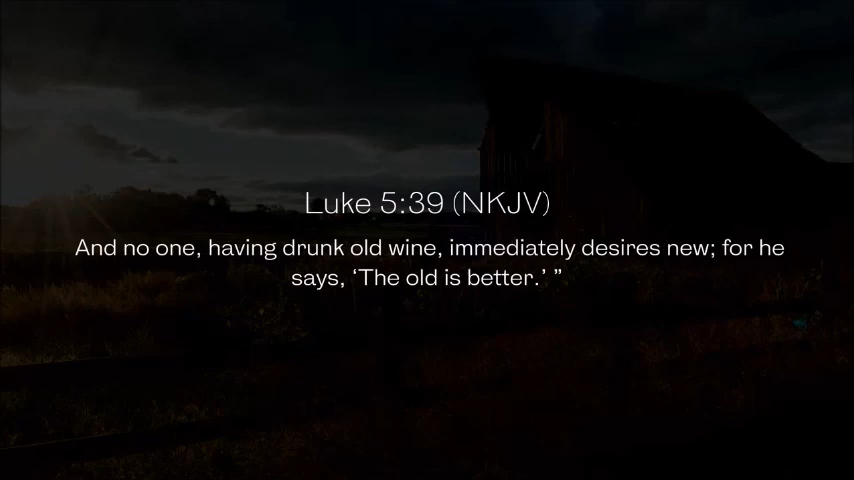 Luke 5:39 (NKJV)
And no one, having drunk old wine, immediately desires new; for he
says, ‘The old is better.’ ”